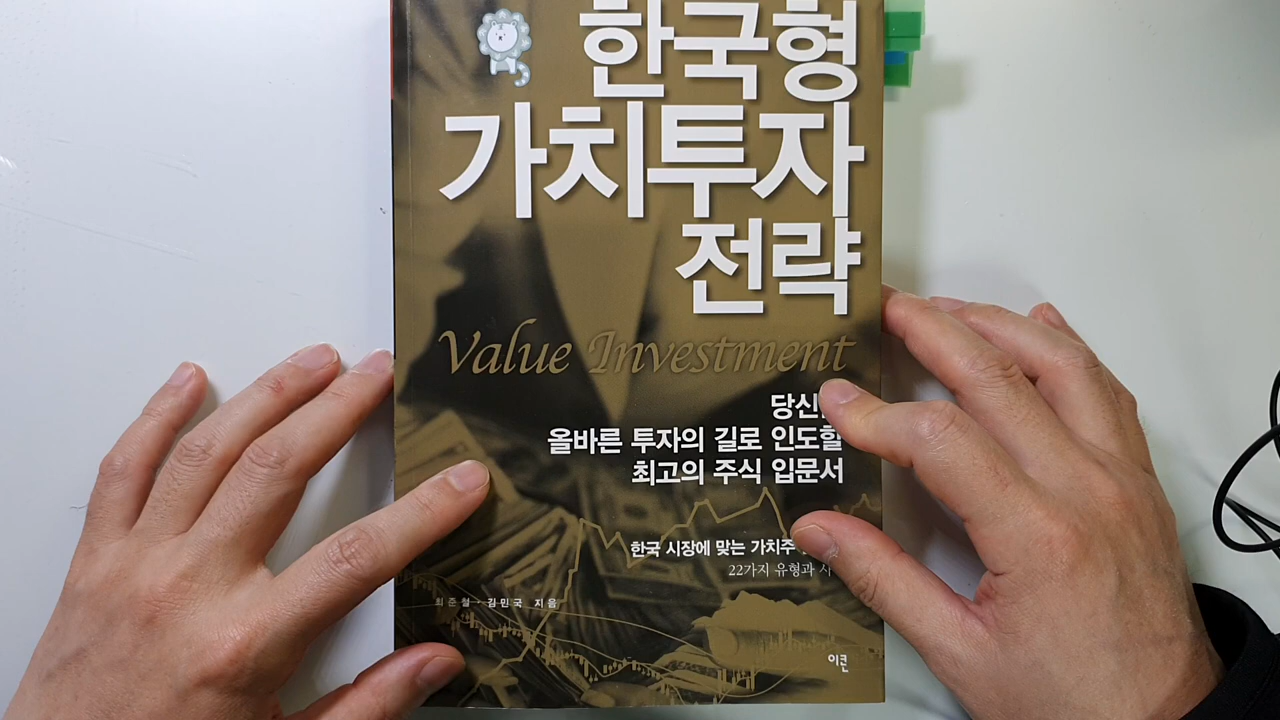 한국형
가치투자
전략
Value Investment
당신을
올바른 투자의 길로 인도할
최고의 주식 입문서
한국 시장에 맞는 가치주
22가지 유형과
최준철·김민국 지음
이콘